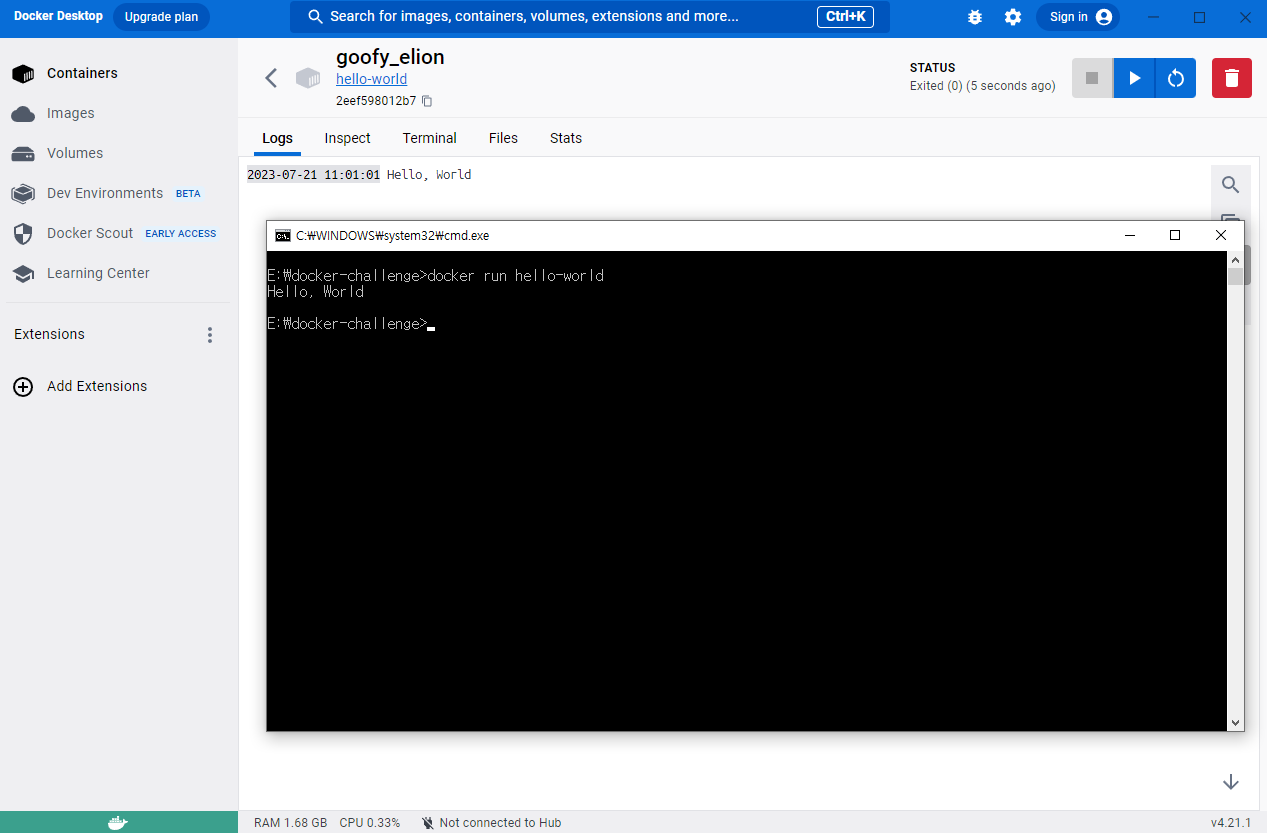 Docker Desktop Upgrade plan Search for images, containers, volumes, extensions and more... Ctrl+K Sign in
Containers
Images
Volumes
Dev Environments BETA
Docker Scout EARLY ACCESS
Learning Center
Extensions
Add Extensions
goofy_elion
hello-world
2eef598012b7
STATUS
Exited (0) (5 seconds ago)
Logs Inspect Terminal Files Stats
2023-07-21 11:01:01 Hello, World
C:₩WINDOWS₩system32₩cmd.exe
E:₩docker-challenge>docker run hello-world
Hello, World
E:₩docker-challenge>
RAM 1.68 GB CPU 0.33% Not connected to Hub v4.21.1